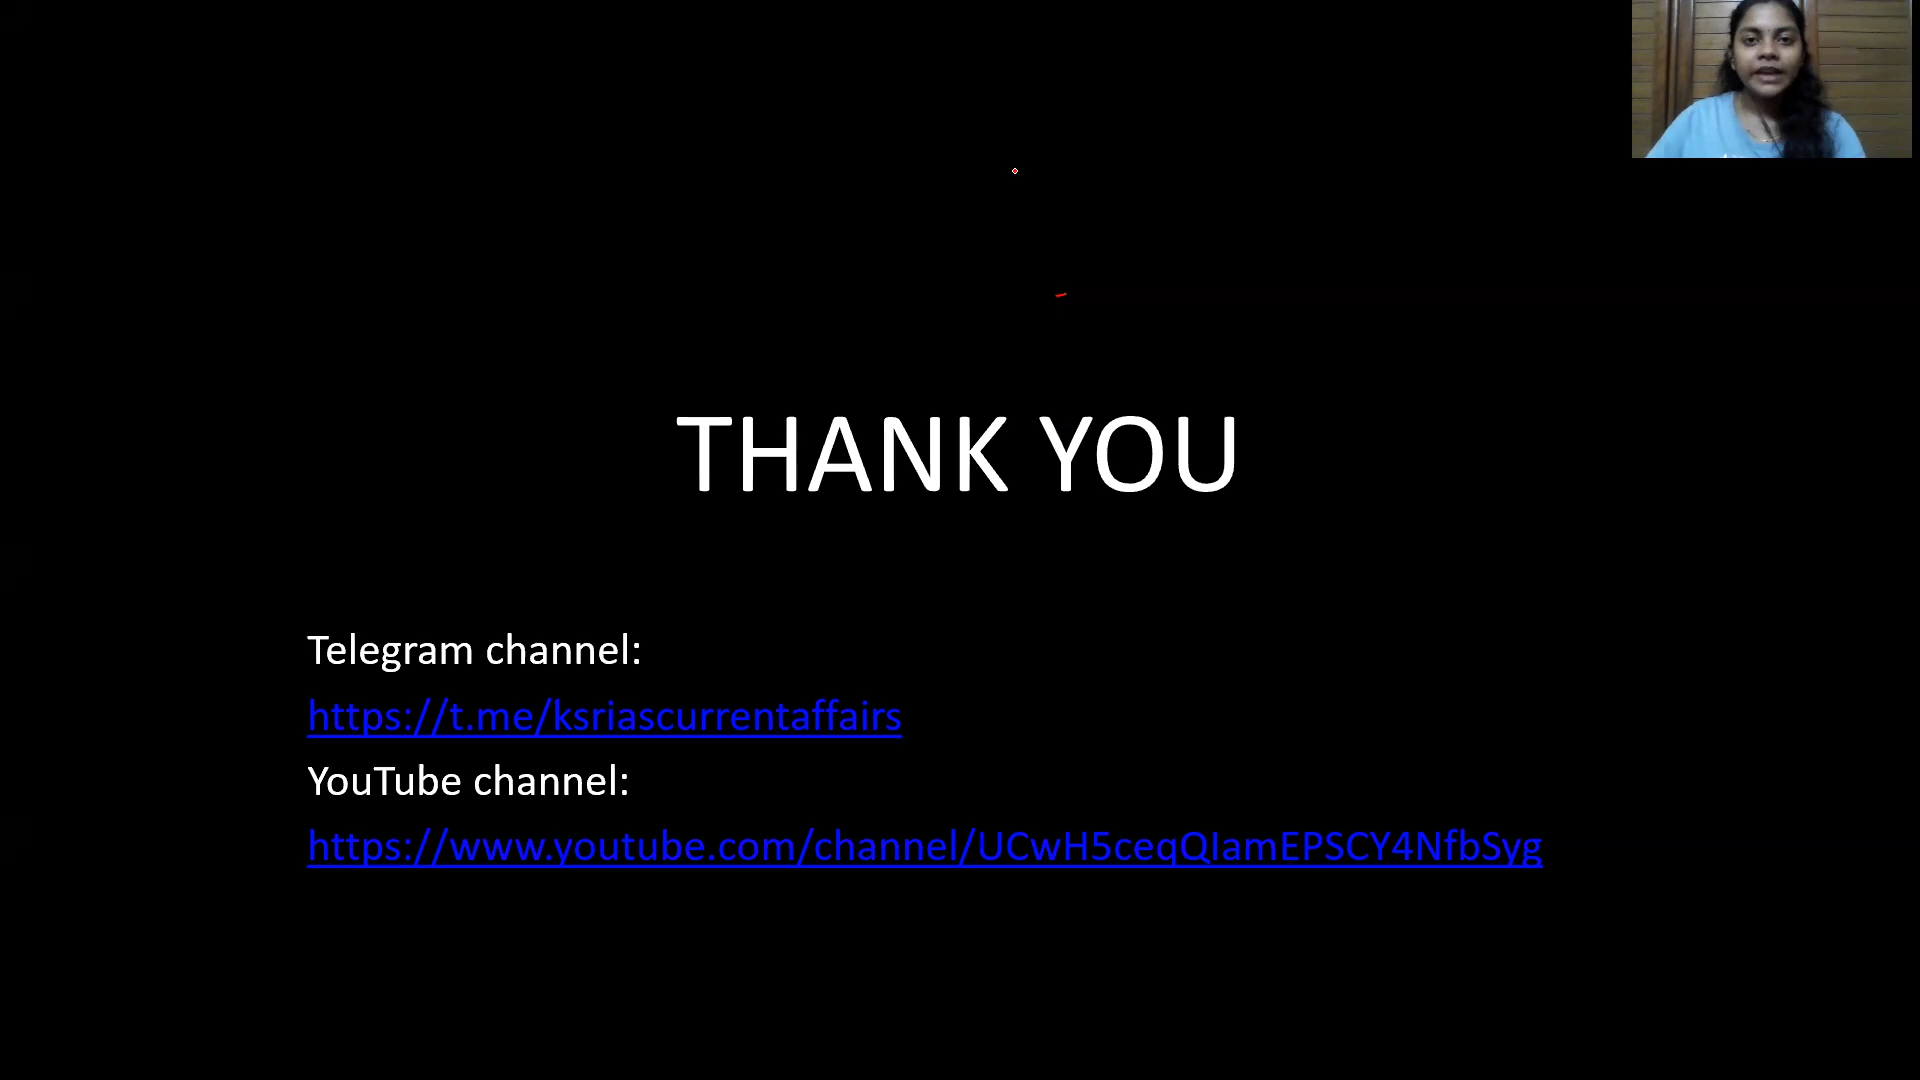 THANK YOU
Telegram channel:
https://t.me/ksriascurrentaffairs
YouTube channel:
https://www.youtube.com/channel/UCwH5ceqQIamEPSCY4NfbSyg